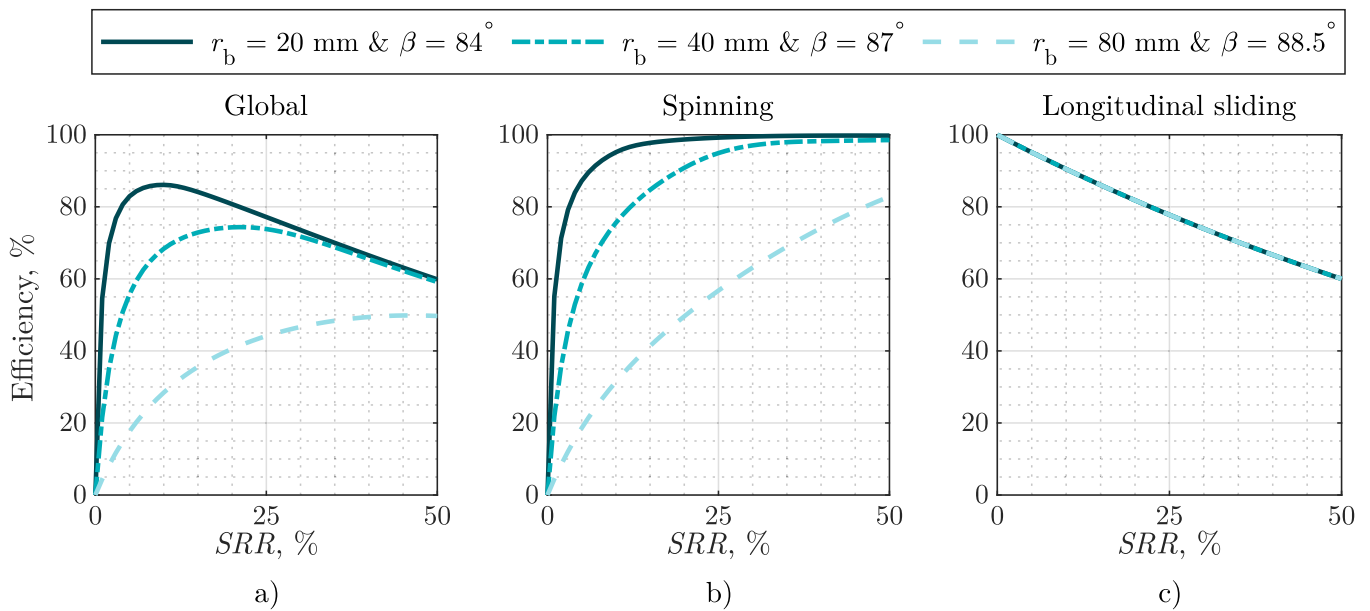 r_b = 20 mm & β = 84° r_b = 40 mm & β = 87° r_b = 80 mm & β = 88.5°
Global Spinning Longitudinal sliding
Efficiency, %
100 100 100
80 80 80
60 60 60
40 40 40
20 20 20
0 0 0
0 25 50 0 25 50 0 25 50
SRR, % SRR, % SRR, %
a) b) c)